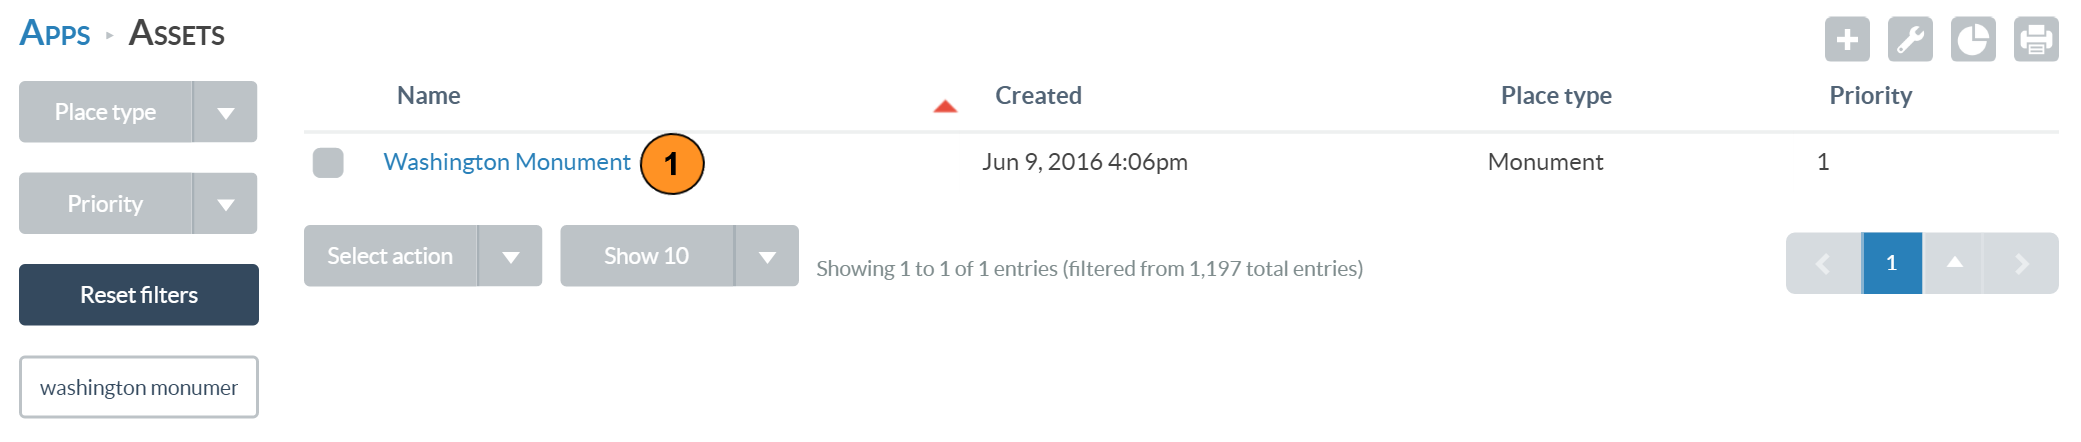 Apps ▸ Assets
Place type
Priority
Reset filters
washington monumer
Name Created Place type Priority
Washington Monument 1 Jun 9, 2016 4:06pm Monument 1
Select action Show 10 Showing 1 to 1 of 1 entries (filtered from 1,197 total entries) 1